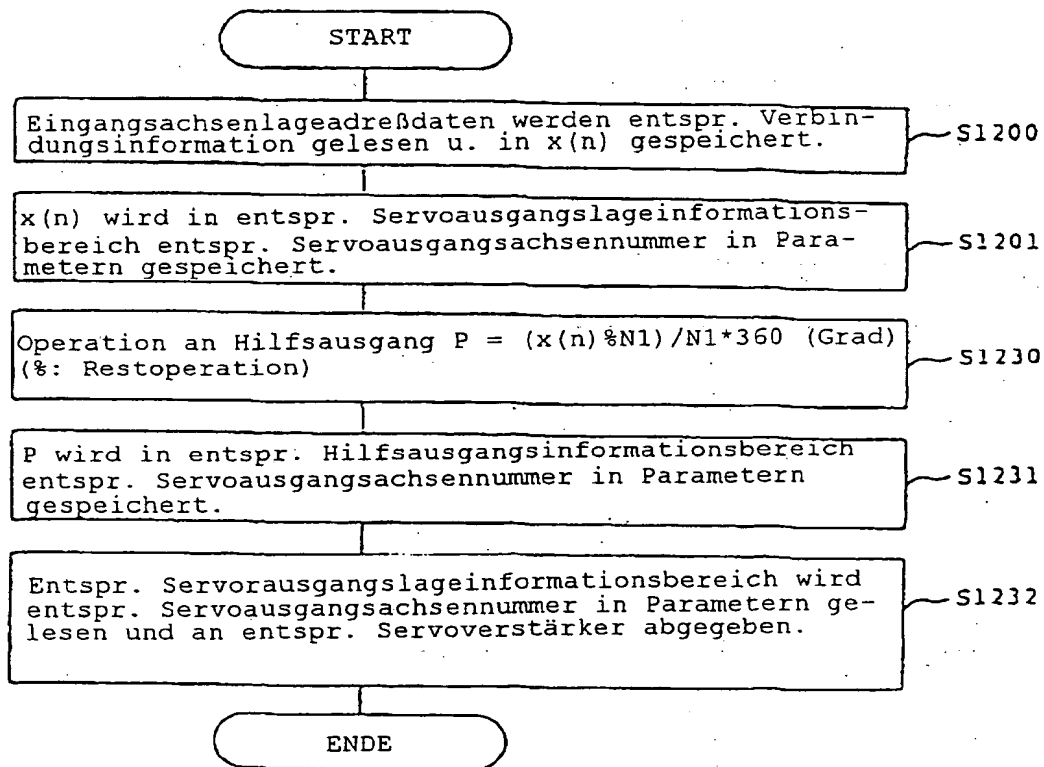 START
Eingangsachsenlageadreßdaten werden entspr. Verbin-
dungsinformation gelesen u. in x(n) gespeichert.
S1200
x(n) wird in entspr. Servoausgangslageinformations-
bereich entspr. Servoausgangsachsennummer in Para-
metern gespeichert.
S1201
Operation an Hilfsausgang P = (x(n)%N1)/N1*360 (Grad)
(%: Restoperation)
S1230
P wird in entspr. Hilfsausgangsinformationsbereich
entspr. Servoausgangsachsennummer in Parametern
gespeichert.
S1231
Entspr. Servorausgangslageinformationsbereich wird
entspr. Servoausgangsachsennummer in Parametern ge-
lesen und an entspr. Servoverstärker abgegeben.
S1232
ENDE